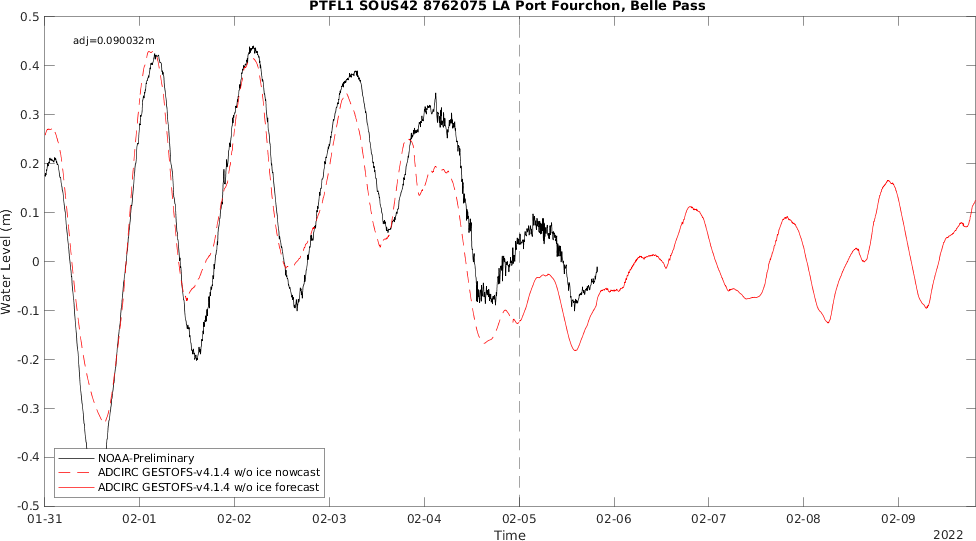 PTFL1 SOUS42 8762075 LA Port Fourchon, Belle Pass
adj=0.090032m
0.5
0.4
0.3
0.2
0.1
0
-0.1
-0.2
-0.3
-0.4
-0.5
Water Level (m)
NOAA-Preliminary
ADCIRC GESTOFS-v4.1.4 w/o ice nowcast
ADCIRC GESTOFS-v4.1.4 w/o ice forecast
01-31 02-01 02-02 02-03 02-04 02-05 02-06 02-07 02-08 02-09
Time
2022